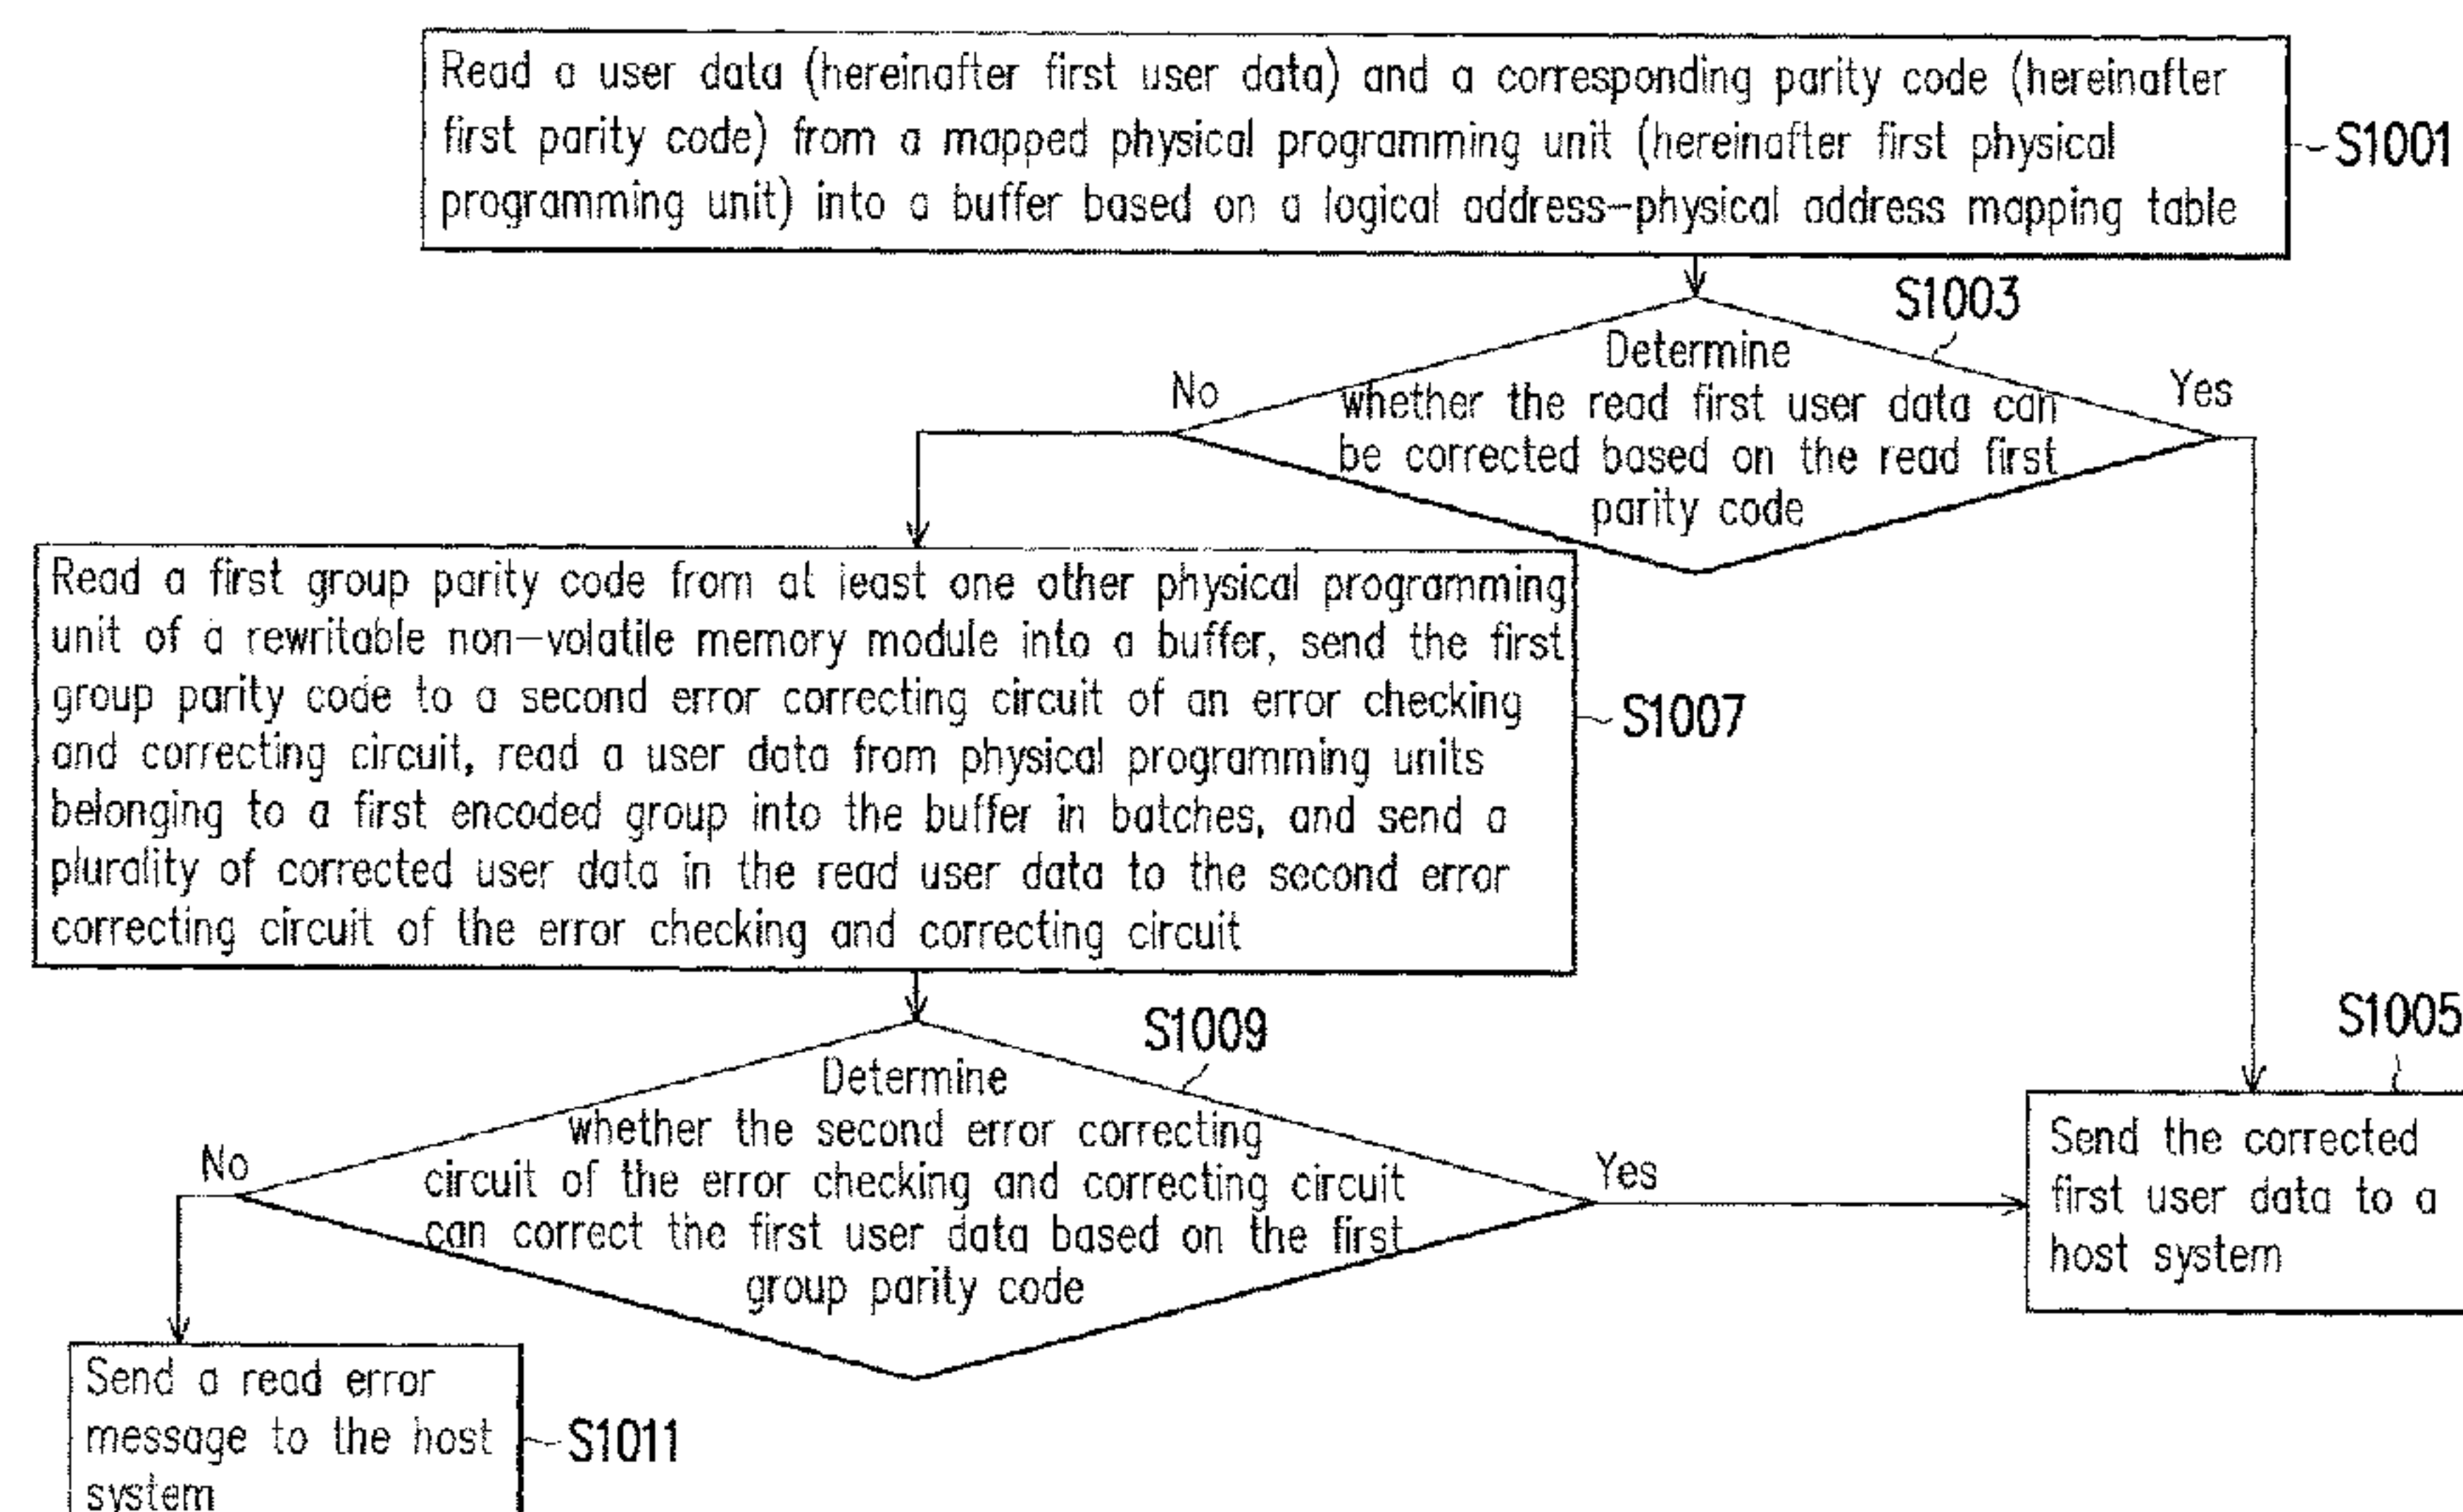 Read a user data (hereinafter first user data) and a corresponding parity code (hereinafter
first parity code) from a mapped physical programming unit (hereinafter first physical
programming unit) into a buffer based on a logical address-physical address mapping table
S1001
S1003
Determine
whether the read first user data can
be corrected based on the read first
parity code
No
Yes
Read a first group parity code from at least one other physical programming
unit of a rewritable non-volatile memory module into a buffer, send the first
group parity code to a second error correcting circuit of an error checking
and correcting circuit, read a user data from physical programming units
belonging to a first encoded group into the buffer in batches, and send a
plurality of corrected user data in the read user data to the second error
correcting circuit of the error checking and correcting circuit
S1007
S1009
Determine
whether the second error correcting
circuit of the error checking and correcting circuit
can correct the first user data based on the first
group parity code
No
Yes
S1005
Send the corrected
first user data to a
host system
Send a read error
message to the host
system
S1011